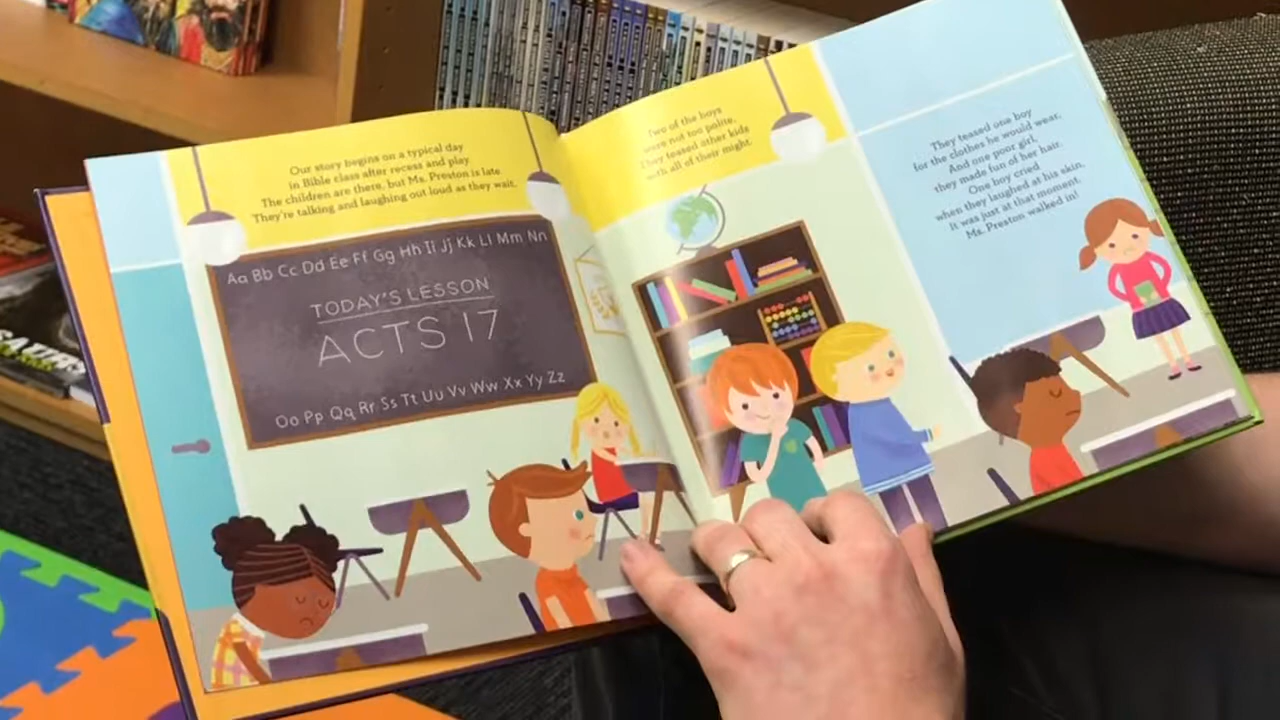 Our story begins on a typical day
in Bible class after recess and play
The children are there, but Ms. Preston is late
They're talking and laughing out loud as they wait.
Aa Bb Cc Dd Ee Ff Gg Hh Ii Jj Kk Ll Mm Nn
TODAY'S LESSON
ACTS 17
Oo Pp Qq Rr Ss Tt Uu Vv Ww Xx Yy Zz
Two of the boys
were not too polite.
They teased other kids
with all of their might.
They teased one boy
for the clothes he would wear.
And one poor girl,
they made fun of her hair.
One boy cried
when they laughed at his skin.
It was just at that moment,
Ms. Preston walked in!